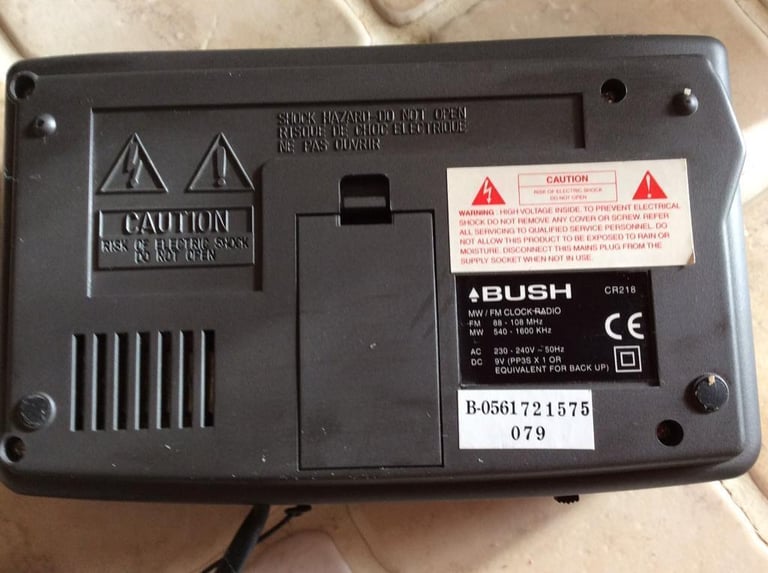 SHOCK HAZARD-DO NOT OPEN
RISQUE DE CHOC ELECTRIQUE
NE PAS OUVRIR
CAUTION
RISK OF ELECTRIC SHOCK
DO NOT OPEN
CAUTION
RISK OF ELECTRIC SHOCK
DO NOT OPEN
WARNING : HIGH VOLTAGE INSIDE. TO PREVENT ELECTRICAL
SHOCK DO NOT REMOVE ANY COVER OR SCREW. REFER
ALL SERVICING TO QUALIFIED SERVICE PERSONNEL. DO
NOT ALLOW THIS PRODUCT TO BE EXPOSED TO RAIN OR
MOISTURE. DISCONNECT THIS MAINS PLUG FROM THE
SUPPLY SOCKET WHEN NOT IN USE.
BUSH CR218
MW / FM CLOCK RADIO
FM 88 - 108 MHz
MW 540 - 1600 KHz
CE
AC 230 - 240V ~ 50Hz
DC 9V (PP3S X 1 OR
EQUIVALENT FOR BACK UP)
B-0561721575
079